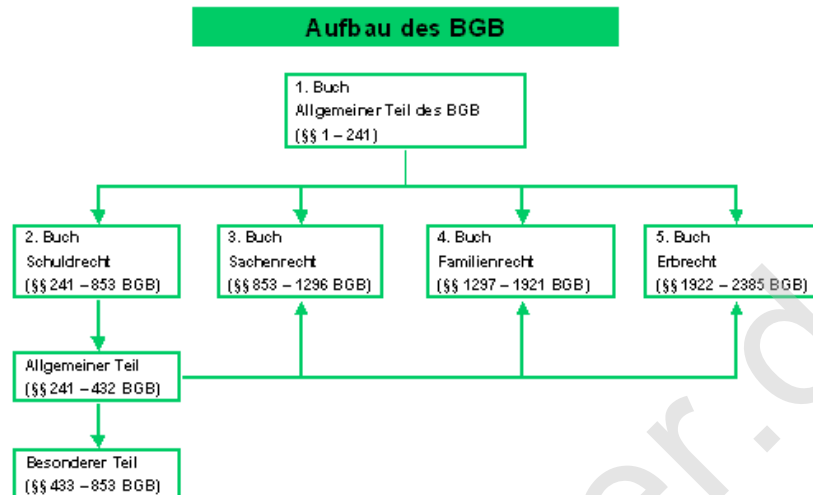 Aufbau des BGB
1. Buch
Allgemeiner Teil des BGB
(§§ 1 – 241)
2. Buch
Schuldrecht
(§§ 241 – 853 BGB)
3. Buch
Sachenrecht
(§§ 853 – 1296 BGB)
4. Buch
Familienrecht
(§§ 1297 – 1921 BGB)
5. Buch
Erbrecht
(§§ 1922 – 2385 BGB)
Allgemeiner Teil
(§§ 241 – 432 BGB)
Besonderer Teil
(§§ 433 – 853 BGB)
er.d